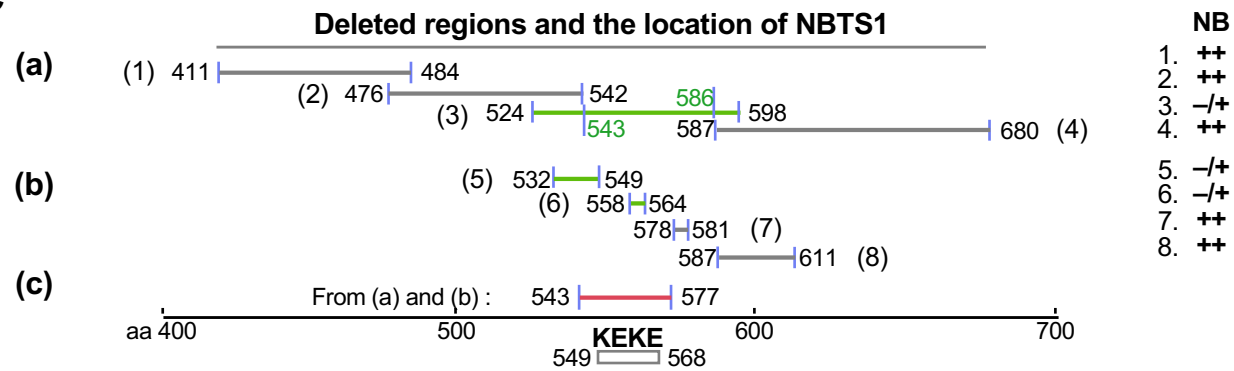 Deleted regions and the location of NBTS1 NB
(a) (1) 411 484 1. ++
(2) 476 542 2. ++
(3) 524 543 586 598 3. –/+
587 680 (4) 4. ++
(b) (5) 532 549 5. –/+
(6) 558 564 6. –/+
578 581 (7) 7. ++
587 611 (8) 8. ++
(c) From (a) and (b) : 543 577
aa 400 500 600 700
KEKE
549 568